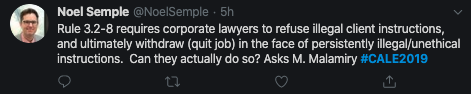 Noel Semple @NoelSemple · 5h
Rule 3.2-8 requires corporate lawyers to refuse illegal client instructions,
and ultimately withdraw (quit job) in the face of persistently illegal/unethical
instructions.  Can they actually do so? Asks M. Malamiry #CALE2019